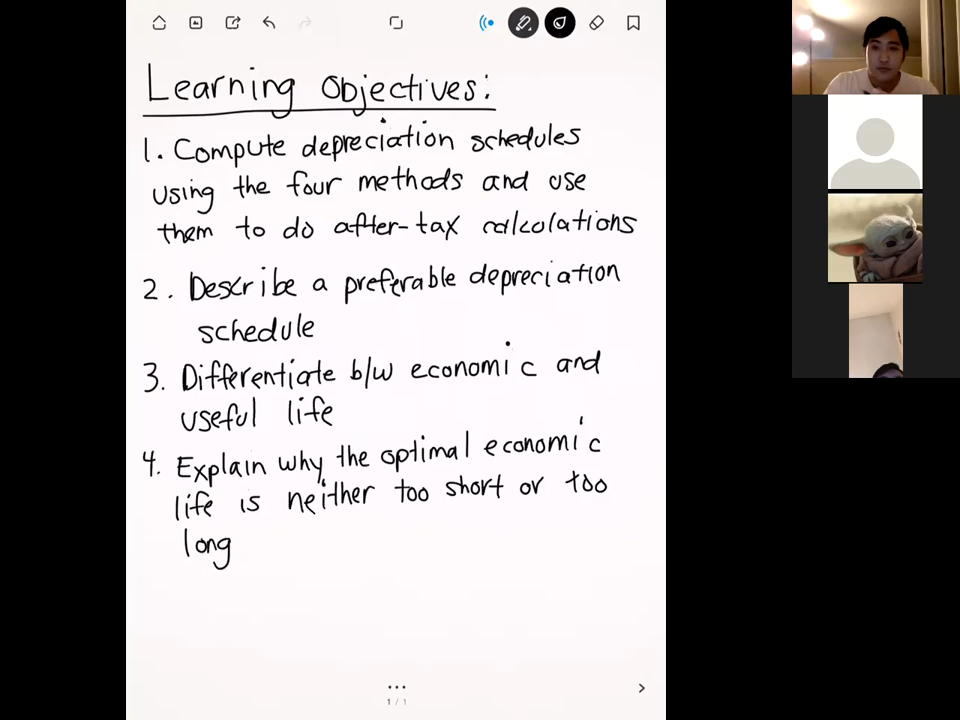 Learning Objectives:
1. Compute depreciation schedules
using the four methods and use
them to do after-tax calculations
2. Describe a preferable depreciation
schedule
3. Differentiate b/w economic and
useful life
4. Explain why the optimal economic
life is neither too short or too
long
1/1